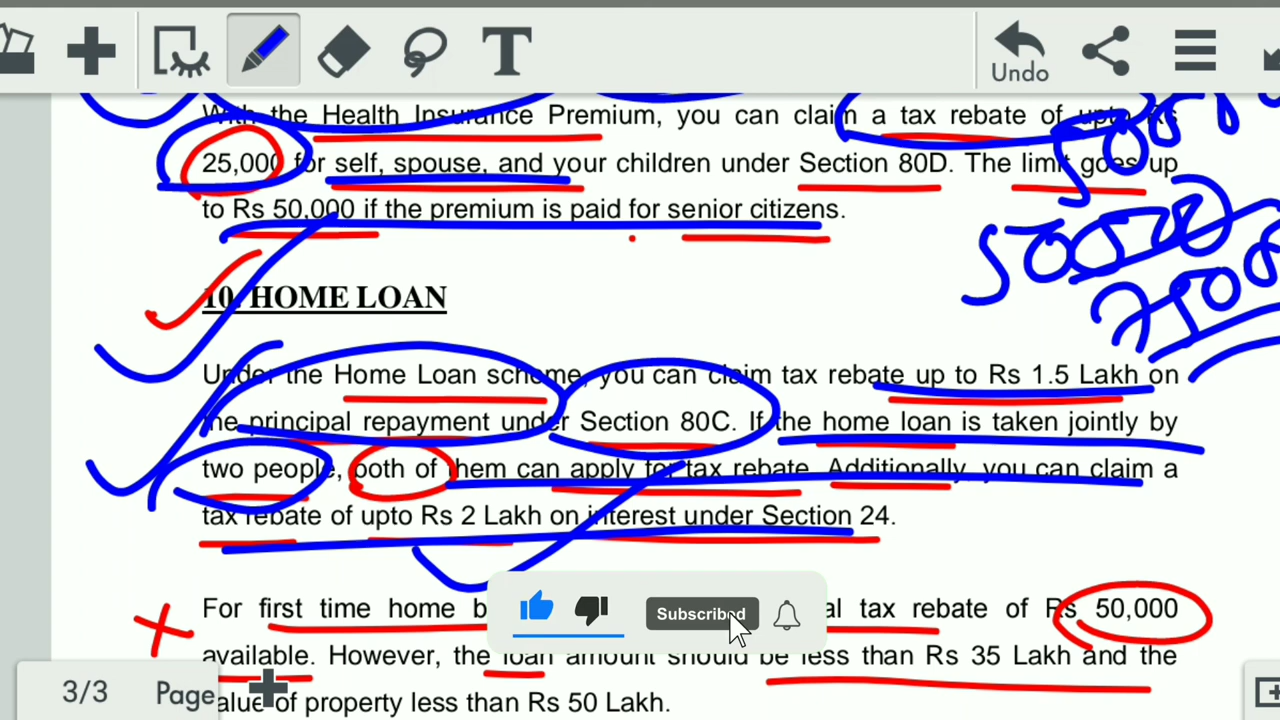 Undo
With the Health Insurance Premium, you can claim a tax rebate of upto Rs
25,000 for self, spouse, and your children under Section 80D. The limit goes up
to Rs 50,000 if the premium is paid for senior citizens.
10. HOME LOAN
Under the Home Loan scheme, you can claim tax rebate up to Rs 1.5 Lakh on
he principal repayment under Section 80C. If the home loan is taken jointly by
two people, both of them can apply for tax rebate. Additionally, you can claim a
tax rebate of upto Rs 2 Lakh on interest under Section 24.
For first time home b al tax rebate of Rs 50,000
Subscribed
available. However, the loan amount should be less than Rs 35 Lakh and the
value of property less than Rs 50 Lakh.
3/3 Page